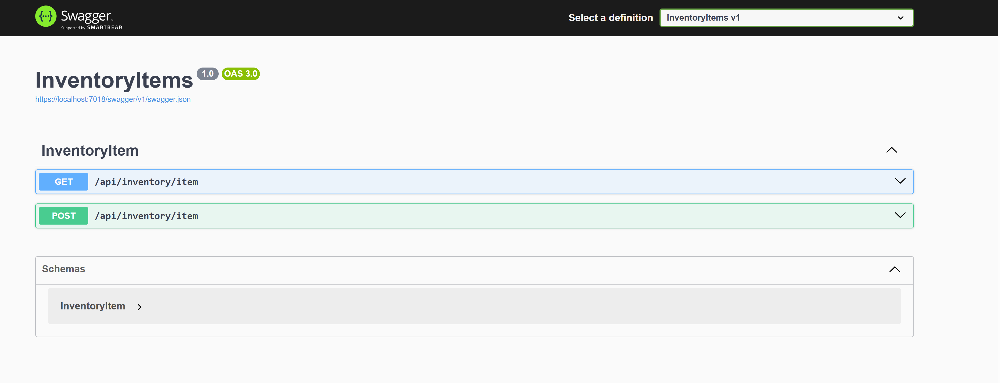 {···} Swagger™
Supported by SMARTBEAR
Select a definition
InventoryItems v1
InventoryItems 1.0 OAS 3.0
https://localhost:7018/swagger/v1/swagger.json
InventoryItem
GET /api/inventory/item
POST /api/inventory/item
Schemas
InventoryItem